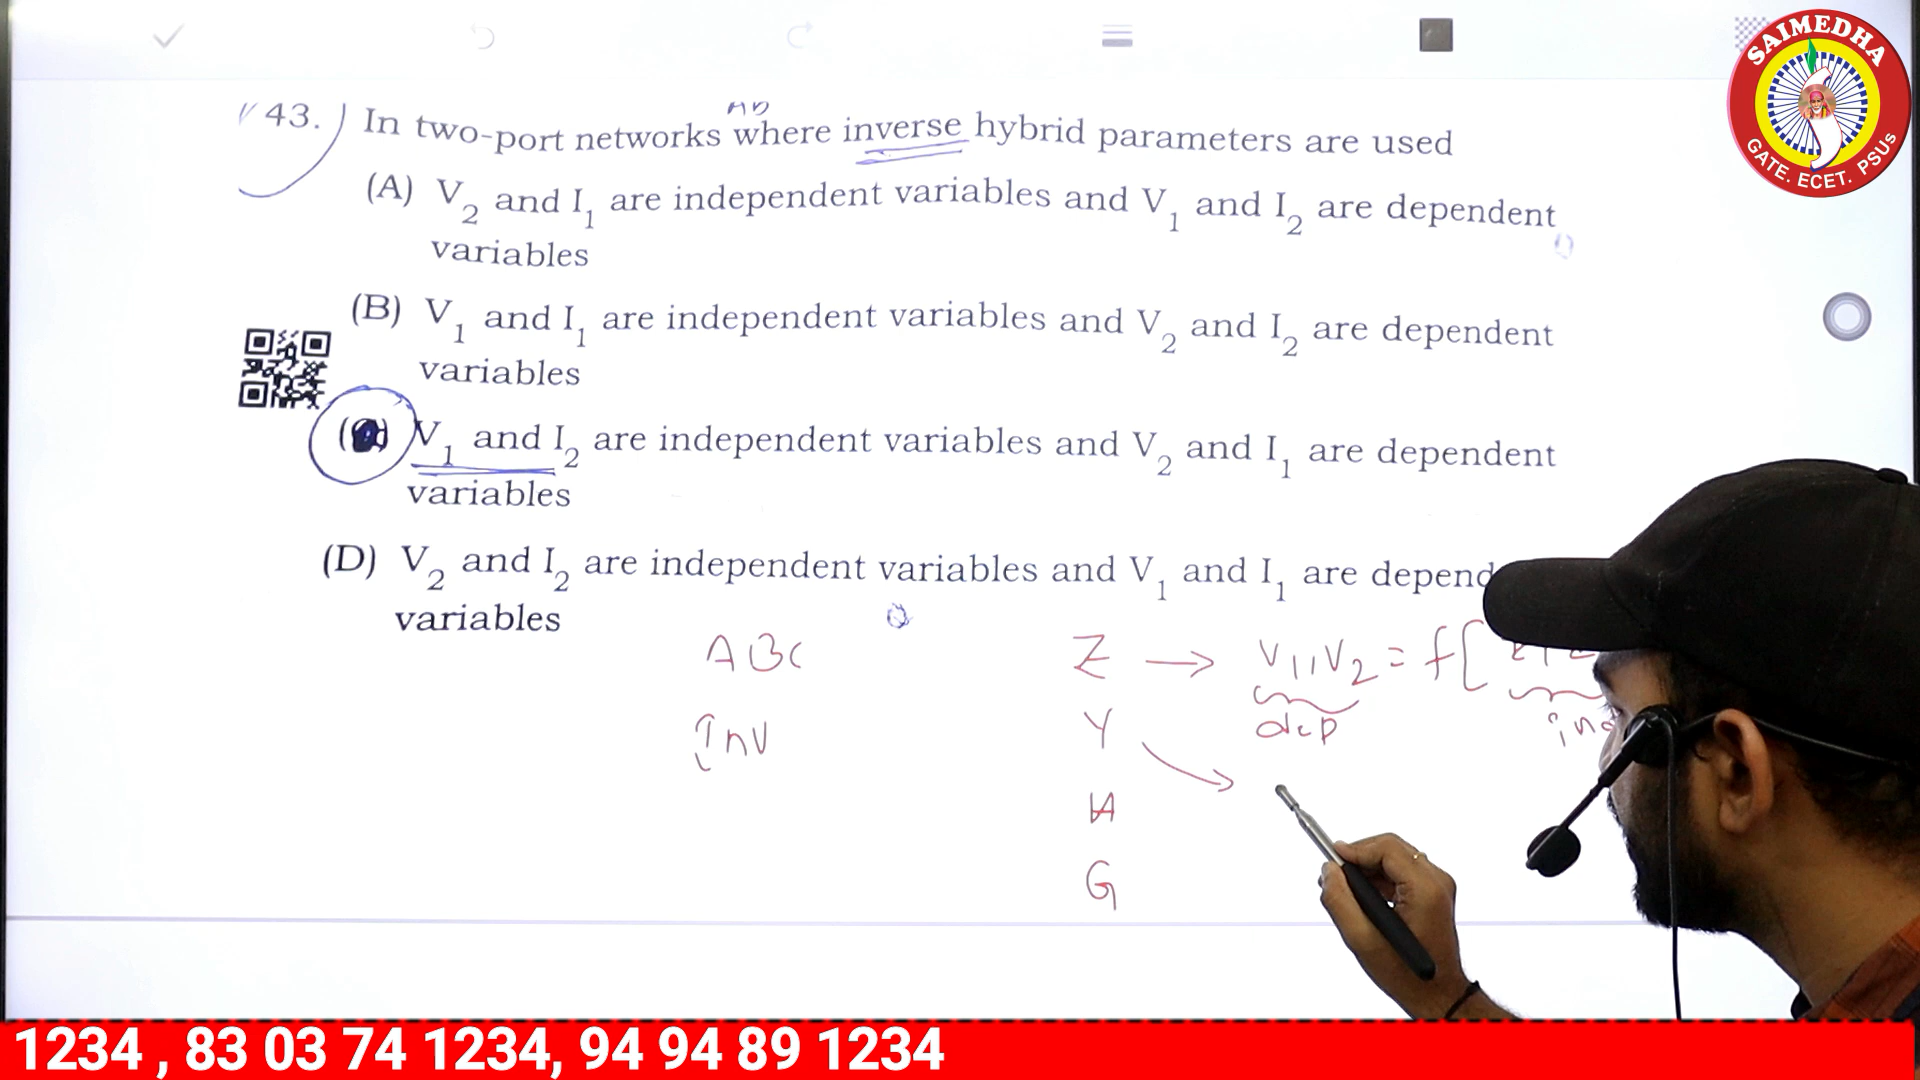 SAIMEDHA
GATE. ECET. PSUs
43. In two-port networks where inverse hybrid parameters are used
(A) V2 and I1 are independent variables and V1 and I2 are dependent
variables
(B) V1 and I1 are independent variables and V2 and I2 are dependent
variables
V1 and I2 are independent variables and V2 and I1 are dependent
variables
(D) V2 and I2 are independent variables and V1 and I1 are depend
variables
ABC
Z → V1, V2 = f[
Inv
dep
Y
H
G
1234 , 83 03 74 1234, 94 94 89 1234